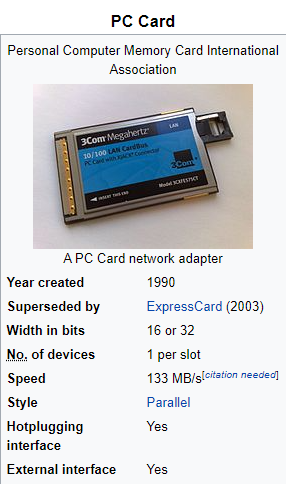 PC Card
Personal Computer Memory Card International
Association
3Com Megahertz
LAN
10/100 LAN CardBus
PC Card with XJACK® Connector
3Com
INSERT THIS END
Model 3CXFE575CT
A PC Card network adapter
Year created 1990
Superseded by ExpressCard (2003)
Width in bits 16 or 32
No. of devices 1 per slot
Speed 133 MB/s[citation needed]
Style Parallel
Hotplugging interface Yes
External interface Yes